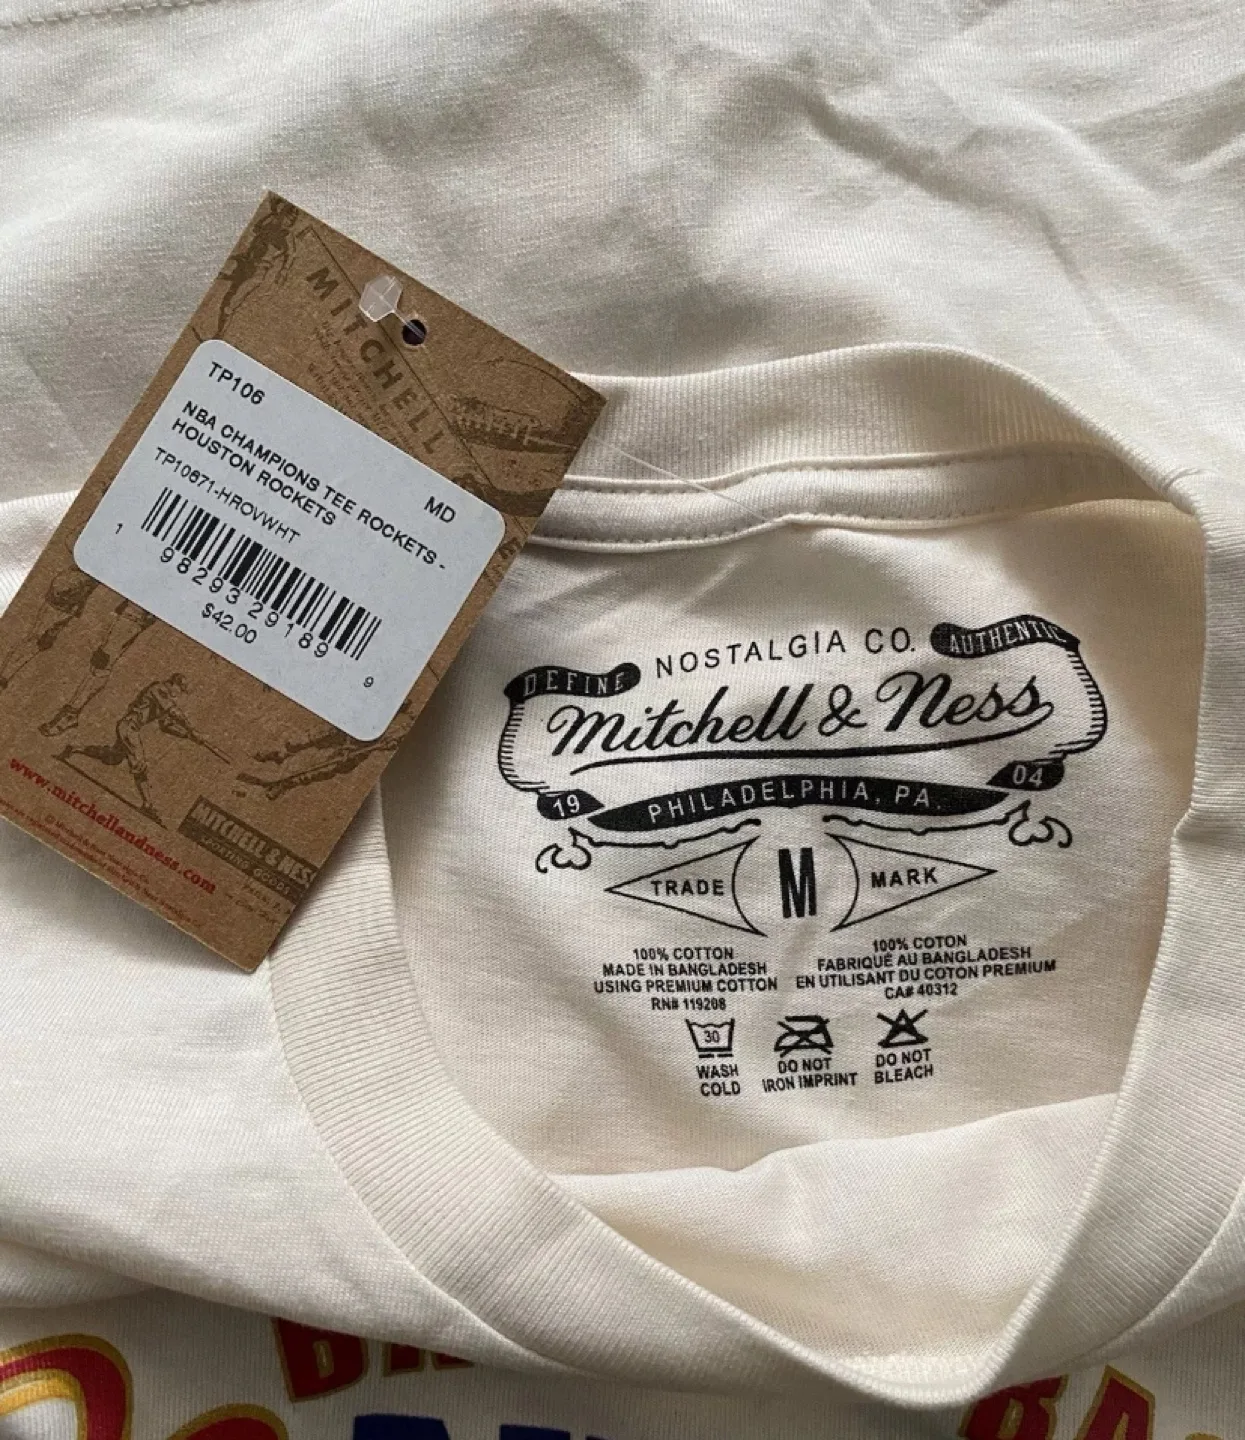 MITCHELL
TP106
MD
NBA CHAMPIONS TEE ROCKETS -
HOUSTON ROCKETS
TP10671-HROVWHT
1 98293 29189 9
$42.00
www.mitchellandness.com
MITCHELL & NESS
SPORTING GOODS
DEFINE NOSTALGIA CO. AUTHENTIC
Mitchell & Ness
19 PHILADELPHIA, PA. 04
TRADE M MARK
100% COTTON
MADE IN BANGLADESH
USING PREMIUM COTTON
RN# 119208
100% COTON
FABRIQUÉ AU BANGLADESH
EN UTILISANT DU COTON PREMIUM
CA# 40312
30
WASH
COLD
DO NOT
IRON IMPRINT
DO NOT
BLEACH